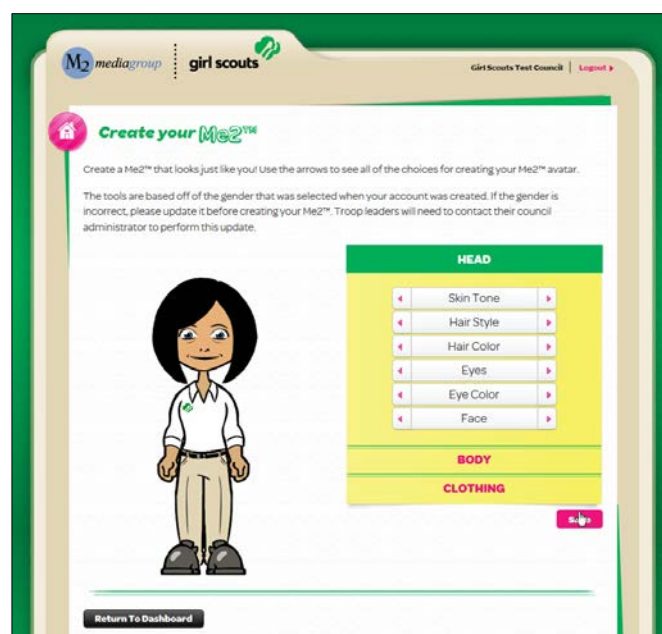 M2 mediagroup girl scouts
Girl Scouts Test Council | Logout
Create your Me2™
Create a Me2™ that looks just like you! Use the arrows to see all of the choices for creating your Me2™ avatar.
The tools are based off of the gender that was selected when your account was created. If the gender is
incorrect, please update it before creating your Me2™. Troop leaders will need to contact their council
administrator to perform this update.
HEAD
Skin Tone
Hair Style
Hair Color
Eyes
Eye Color
Face
BODY
CLOTHING
Return To Dashboard